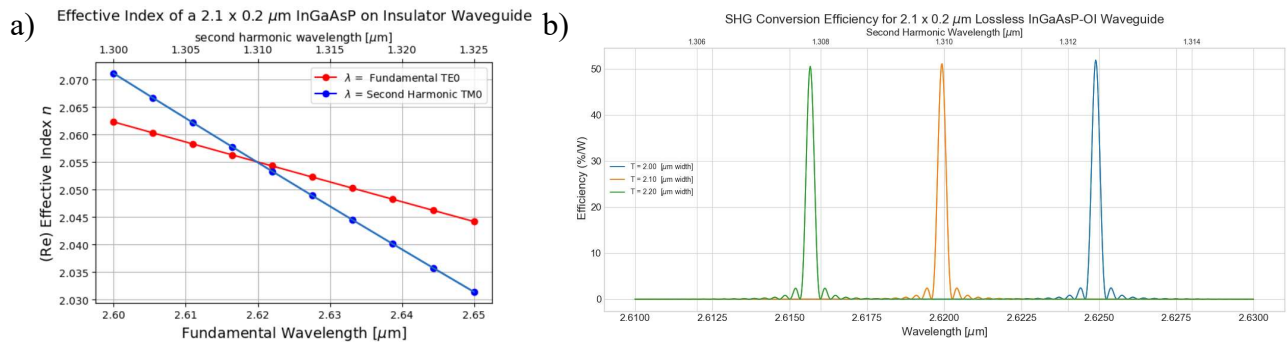 a)
Effective Index of a 2.1 x 0.2 μm InGaAsP on Insulator Waveguide
second harmonic wavelength [μm]
1.300 1.305 1.310 1.315 1.320 1.325
2.070
2.065
2.060
2.055
2.050
2.045
2.040
2.035
2.030
(Re) Effective Index n
λ = Fundamental TE0
λ = Second Harmonic TM0
2.60 2.61 2.62 2.63 2.64 2.65
Fundamental Wavelength [μm]
b)
SHG Conversion Efficiency for 2.1 x 0.2 μm Lossless InGaAsP-OI Waveguide
Second Harmonic Wavelength [μm]
1.306 1.308 1.310 1.312 1.314
50
40
30
20
10
0
Efficiency (%/W)
T = 2.00 [μm width]
T = 2.10 [μm width]
T = 2.20 [μm width]
2.6100 2.6125 2.6150 2.6175 2.6200 2.6225 2.6250 2.6275 2.6300
Wavelength [μm]